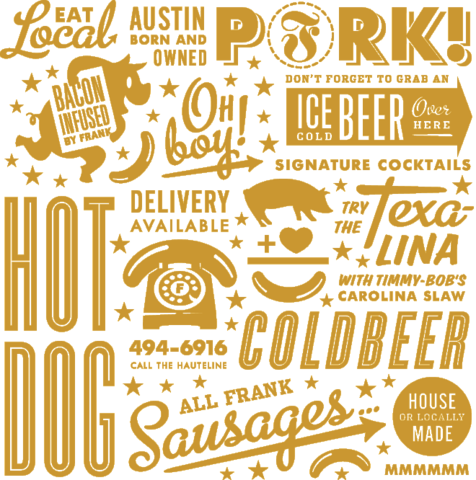 EAT
Local
AUSTIN
BORN AND
OWNED
PORK!
F
DON'T FORGET TO GRAB AN
ICE COLD BEER Over HERE
SIGNATURE COCKTAILS
BACON
INFUSED
BY FRANK
OH
boy!
HOT
DOG
DELIVERY
AVAILABLE
F
494-6916
CALL THE HAUTELINE
+
TRY
THE
Texa-
LINA
WITH TIMMY-BOB'S
CAROLINA SLAW
COLDBEER
ALL FRANK
Sausages...
HOUSE
OR LOCALLY
MADE
MMMMMM